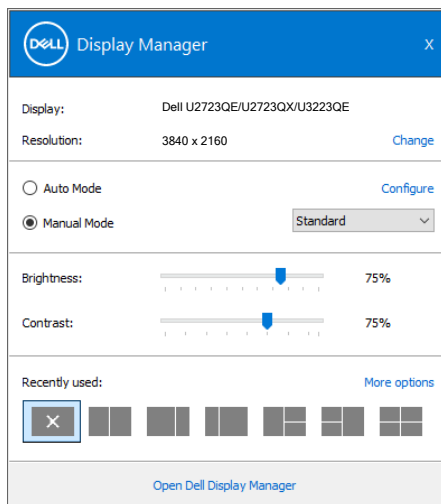 DELL Display Manager X
Display: Dell U2723QE/U2723QX/U3223QE
Resolution: 3840 x 2160 Change
Auto Mode Configure
Manual Mode Standard
Brightness: 75%
Contrast: 75%
Recently used: More options
Open Dell Display Manager